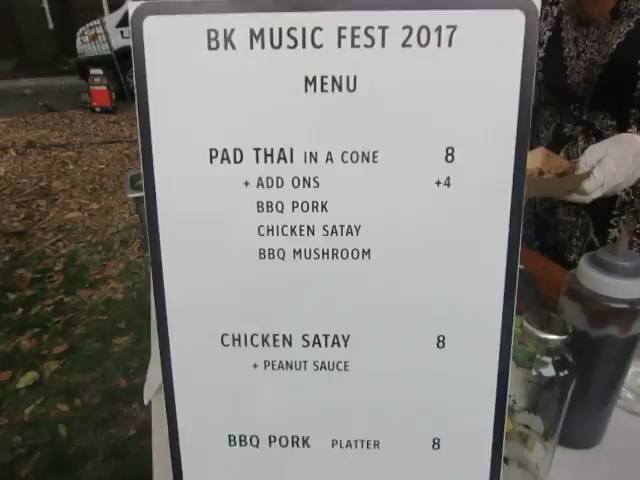 BK MUSIC FEST 2017
MENU
PAD THAI IN A CONE 8
+ ADD ONS +4
BBQ PORK
CHICKEN SATAY
BBQ MUSHROOM
CHICKEN SATAY 8
+ PEANUT SAUCE
BBQ PORK PLATTER 8